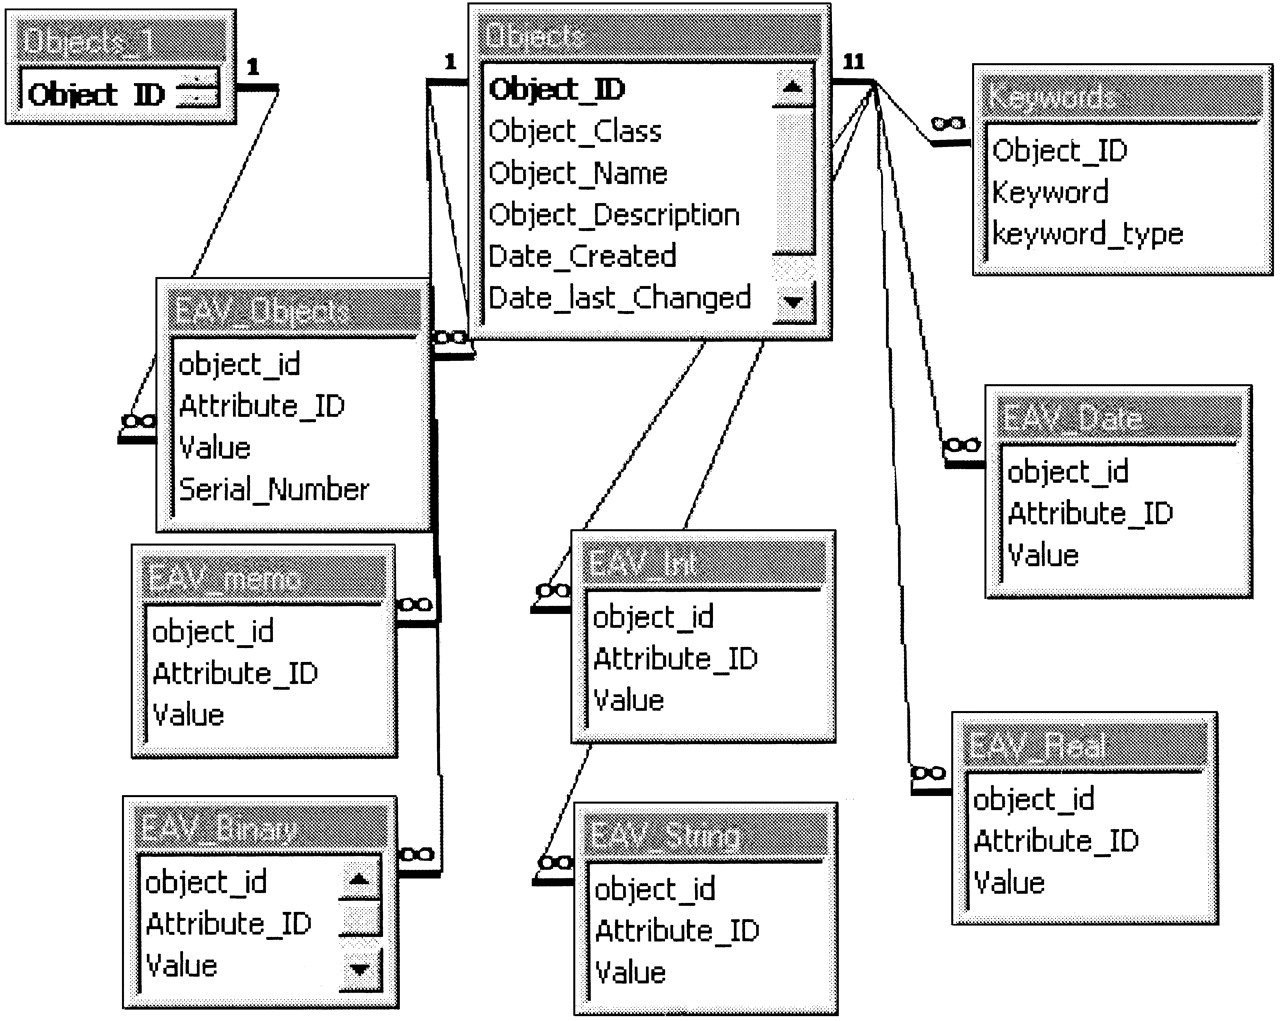 Objects_1
Object ID
1
Objects
Object_ID
Object_Class
Object_Name
Object_Description
Date_Created
Date_last_Changed
1
11
Keywords
Object_ID
Keyword
keyword_type
∞
EAV_Objects
object_id
Attribute_ID
Value
Serial_Number
∞
∞
EAV_Date
object_id
Attribute_ID
Value
∞
EAV_memo
object_id
Attribute_ID
Value
∞
EAV_Int
object_id
Attribute_ID
Value
∞
EAV_Real
object_id
Attribute_ID
Value
∞
EAV_Binary
object_id
Attribute_ID
Value
∞
EAV_String
object_id
Attribute_ID
Value
∞